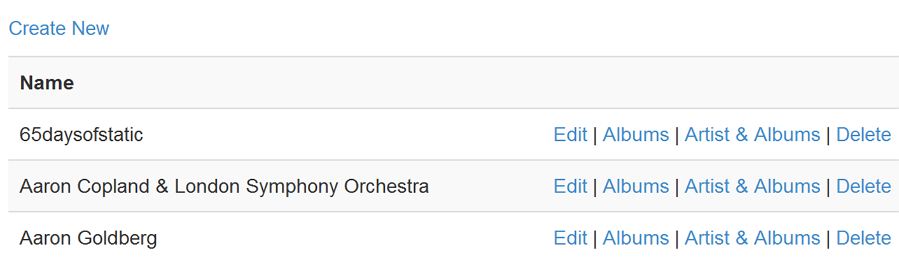 Create New
Name
65daysofstatic Edit | Albums | Artist & Albums | Delete
Aaron Copland & London Symphony Orchestra Edit | Albums | Artist & Albums | Delete
Aaron Goldberg Edit | Albums | Artist & Albums | Delete